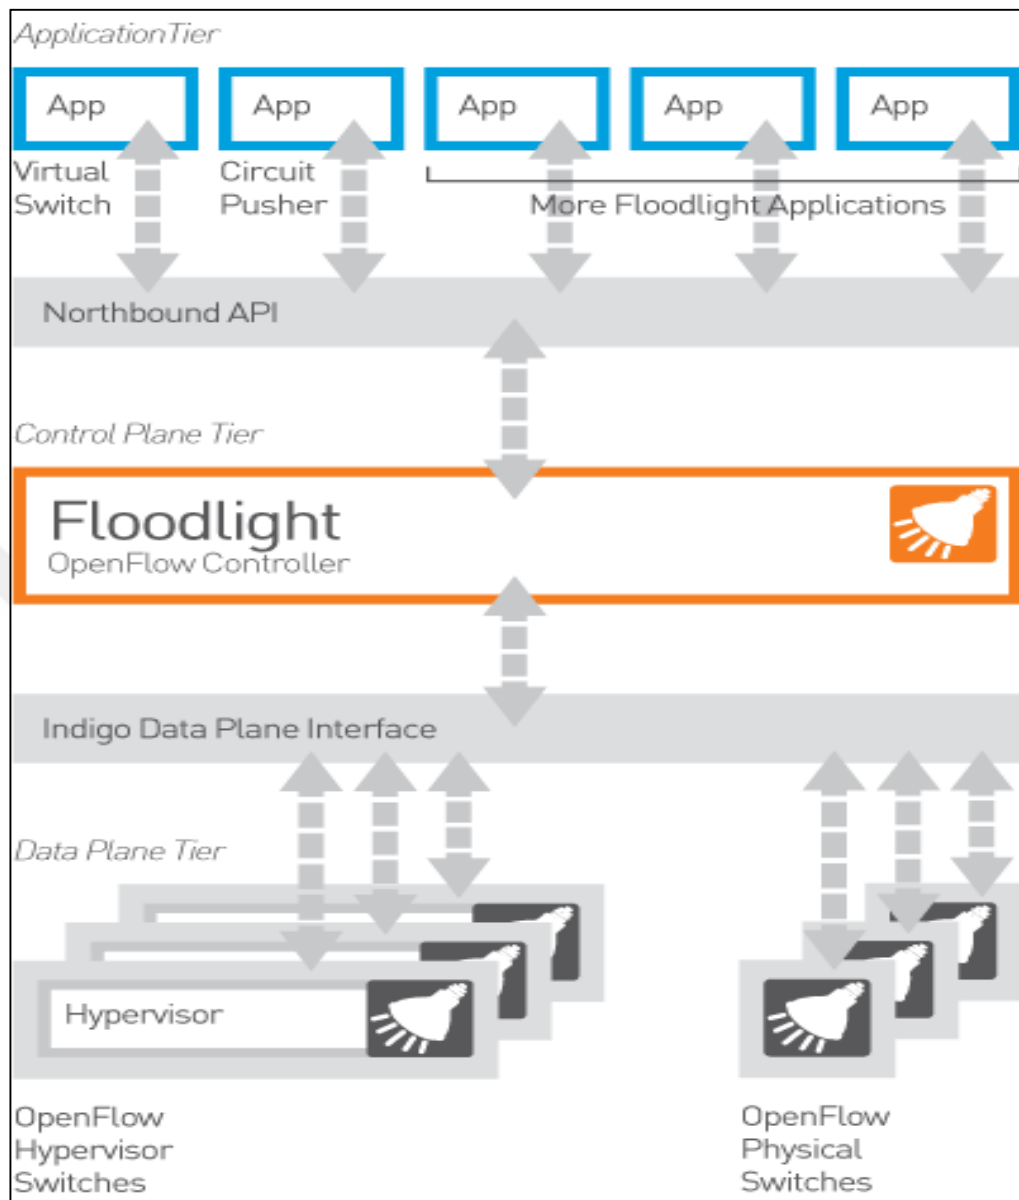 ApplicationTier
App
App
App
App
App
Virtual
Switch
Circuit
Pusher
More Floodlight Applications
Northbound API
Control Plane Tier
Floodlight
OpenFlow Controller
Indigo Data Plane Interface
Data Plane Tier
Hypervisor
OpenFlow
Hypervisor
Switches
OpenFlow
Physical
Switches